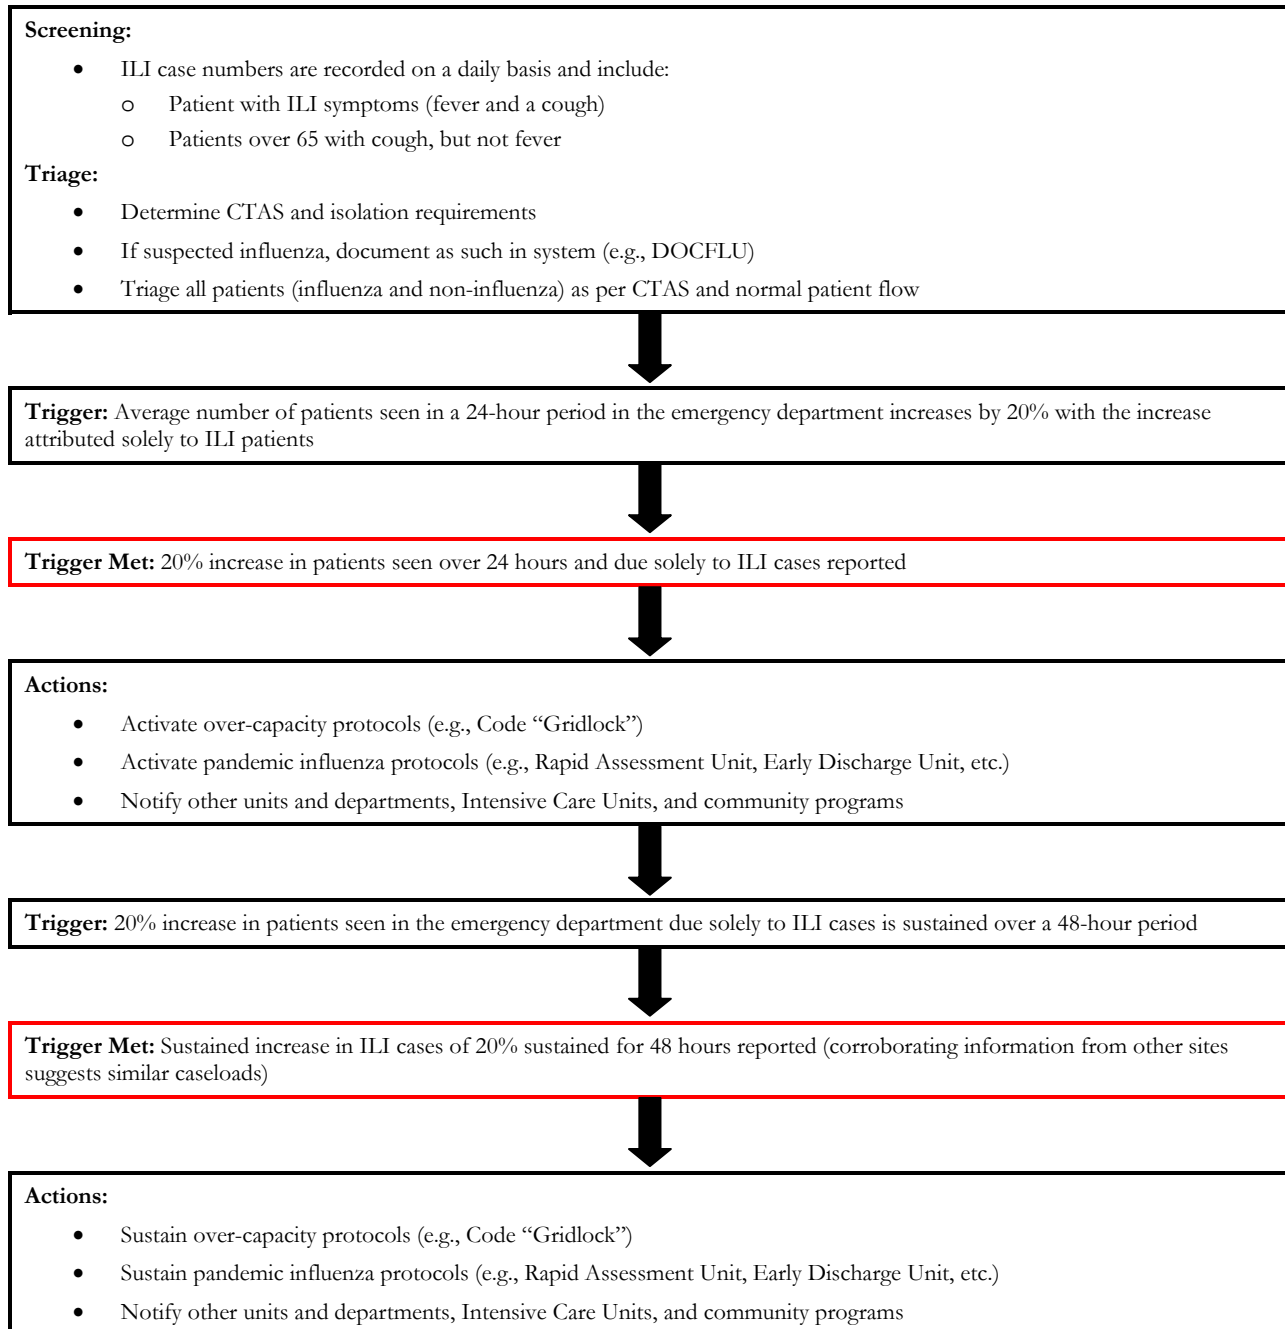 Screening:
• ILI case numbers are recorded on a daily basis and include:
o Patient with ILI symptoms (fever and a cough)
o Patients over 65 with cough, but not fever
Triage:
• Determine CTAS and isolation requirements
• If suspected influenza, document as such in system (e.g., DOCFLU)
• Triage all patients (influenza and non-influenza) as per CTAS and normal patient flow
Trigger: Average number of patients seen in a 24-hour period in the emergency department increases by 20% with the increase
attributed solely to ILI patients
Trigger Met: 20% increase in patients seen over 24 hours and due solely to ILI cases reported
Actions:
• Activate over-capacity protocols (e.g., Code “Gridlock”)
• Activate pandemic influenza protocols (e.g., Rapid Assessment Unit, Early Discharge Unit, etc.)
• Notify other units and departments, Intensive Care Units, and community programs
Trigger: 20% increase in patients seen in the emergency department due solely to ILI cases is sustained over a 48-hour period
Trigger Met: Sustained increase in ILI cases of 20% sustained for 48 hours reported (corroborating information from other sites
suggests similar caseloads)
Actions:
• Sustain over-capacity protocols (e.g., Code “Gridlock”)
• Sustain pandemic influenza protocols (e.g., Rapid Assessment Unit, Early Discharge Unit, etc.)
• Notify other units and departments, Intensive Care Units, and community programs